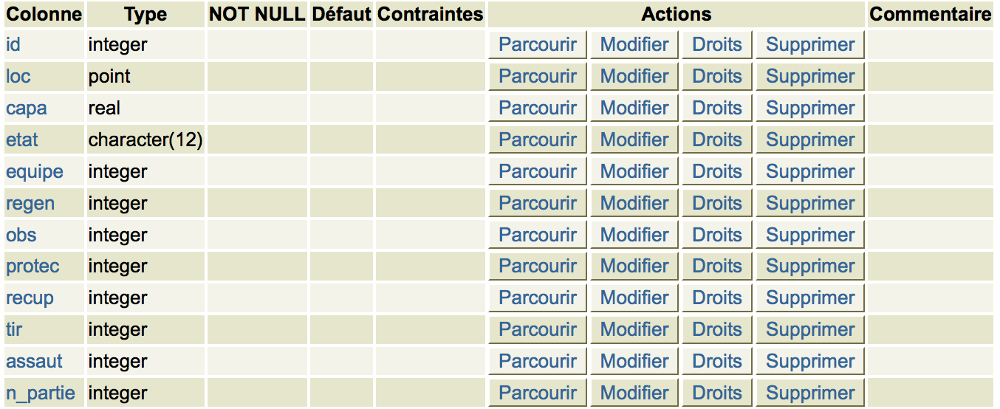 Colonne Type NOT NULL Défaut Contraintes Actions Commentaire
id integer Parcourir Modifier Droits Supprimer
loc point Parcourir Modifier Droits Supprimer
capa real Parcourir Modifier Droits Supprimer
etat character(12) Parcourir Modifier Droits Supprimer
equipe integer Parcourir Modifier Droits Supprimer
regen integer Parcourir Modifier Droits Supprimer
obs integer Parcourir Modifier Droits Supprimer
protec integer Parcourir Modifier Droits Supprimer
recup integer Parcourir Modifier Droits Supprimer
tir integer Parcourir Modifier Droits Supprimer
assaut integer Parcourir Modifier Droits Supprimer
n_partie integer Parcourir Modifier Droits Supprimer